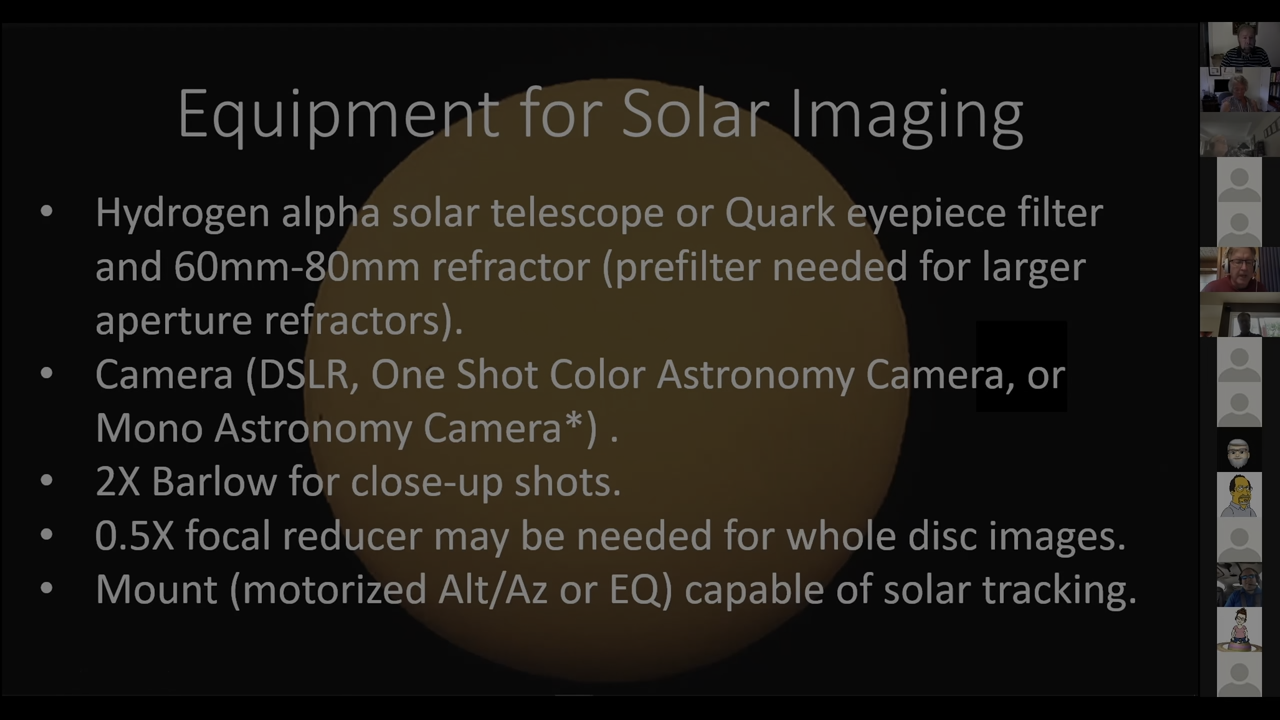 Equipment for Solar Imaging
• Hydrogen alpha solar telescope or Quark eyepiece filter
and 60mm-80mm refractor (prefilter needed for larger
aperture refractors).
• Camera (DSLR, One Shot Color Astronomy Camera, or
Mono Astronomy Camera*) .
• 2X Barlow for close-up shots.
• 0.5X focal reducer may be needed for whole disc images.
• Mount (motorized Alt/Az or EQ) capable of solar tracking.